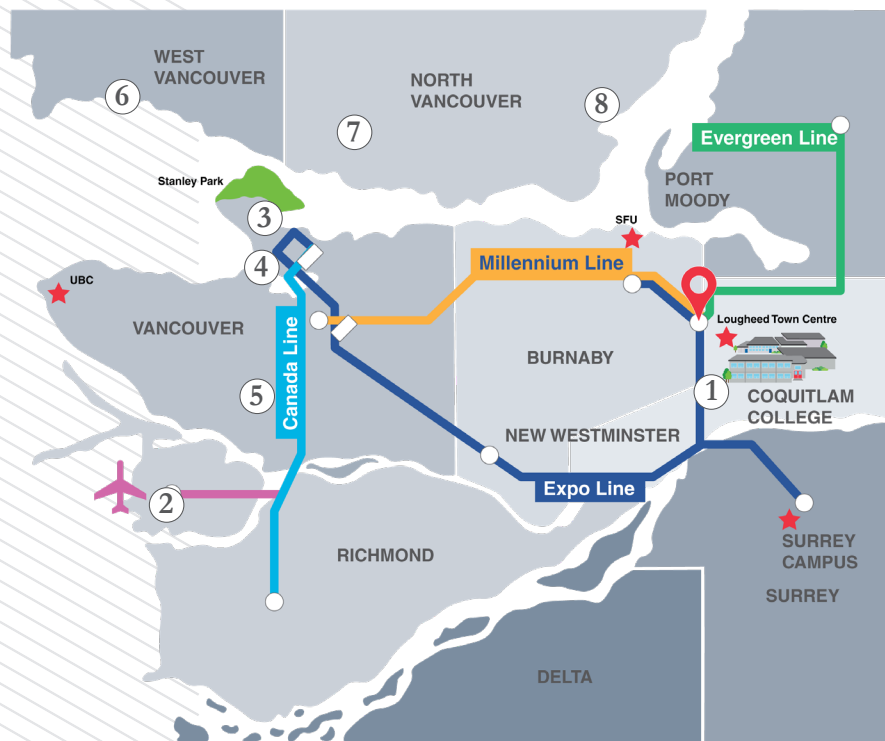 WEST
VANCOUVER
6
NORTH
VANCOUVER
8
7
Evergreen Line
Stanley Park
PORT
MOODY
3
SFU
4
Millennium Line
UBC
Lougheed Town Centre
VANCOUVER
Canada Line
BURNABY
1
5
COQUITLAM
COLLEGE
NEW WESTMINSTER
Expo Line
2
SURREY
CAMPUS
RICHMOND
SURREY
DELTA